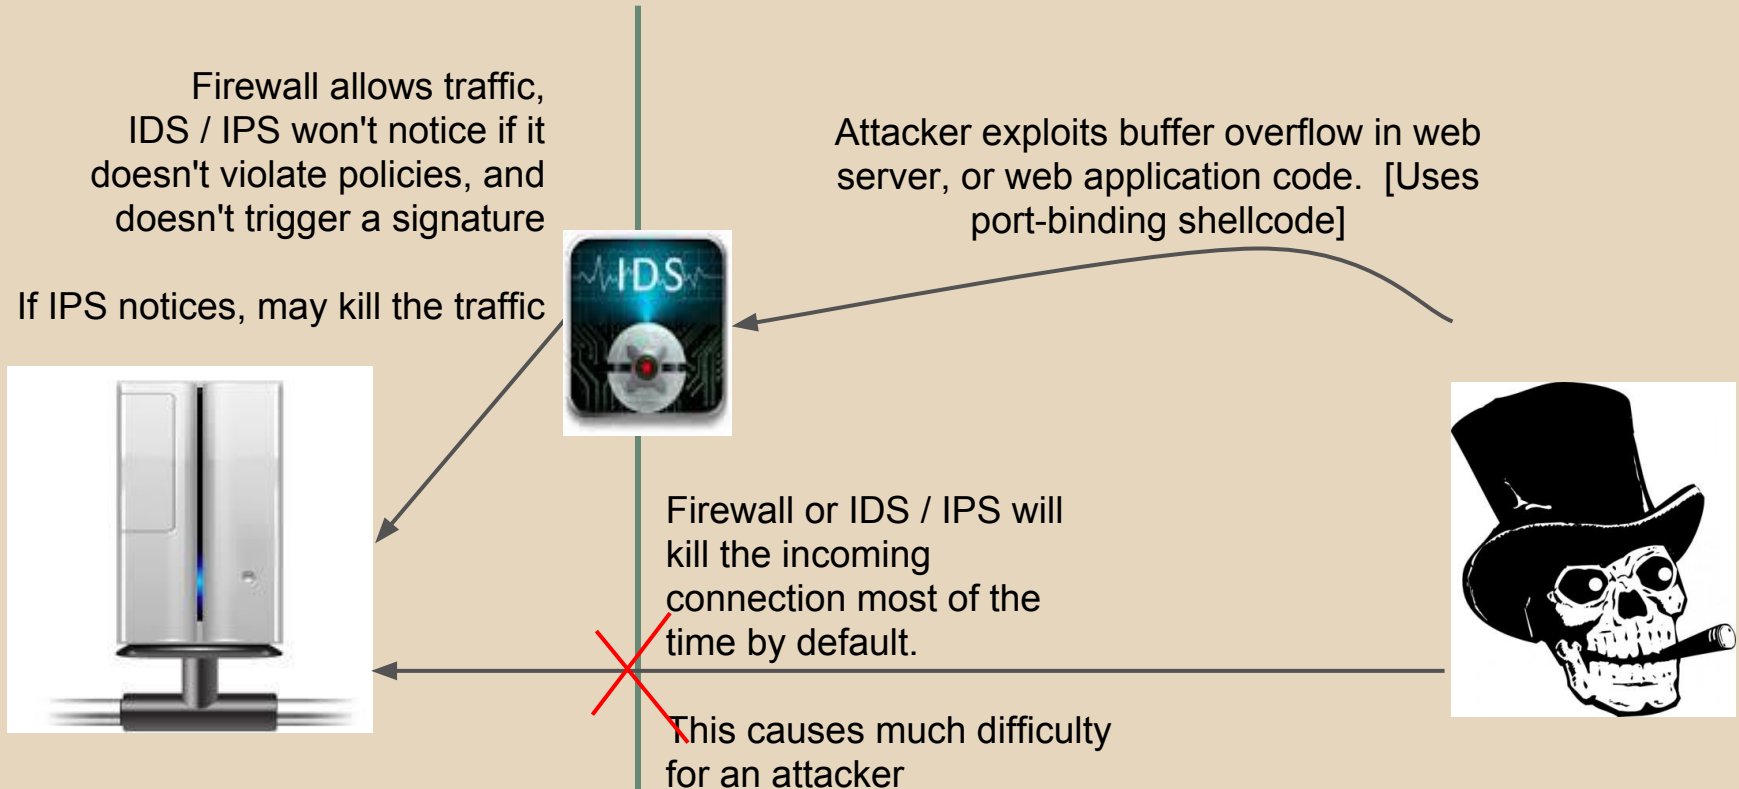 Firewall allows traffic,
IDS / IPS won't notice if it
doesn't violate policies, and
doesn't trigger a signature
If IPS notices, may kill the traffic
Attacker exploits buffer overflow in web
server, or web application code.  [Uses
port-binding shellcode]
IDS
Firewall or IDS / IPS will
kill the incoming
connection most of the
time by default.
This causes much difficulty
for an attacker